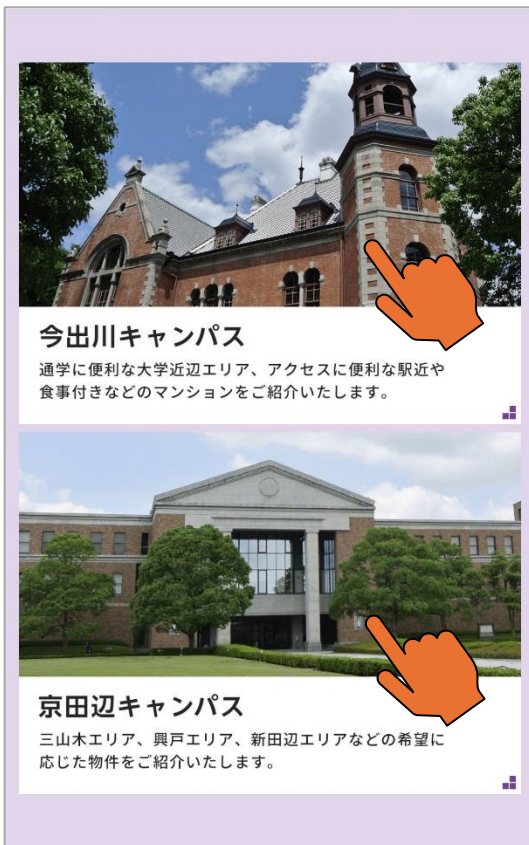 今出川キャンパス
通学に便利な大学近辺エリア、アクセスに便利な駅近や
食事付きなどのマンションをご紹介いたします。
京田辺キャンパス
三山木エリア、興戸エリア、新田辺エリアなどの希望に
応じた物件をご紹介いたします。